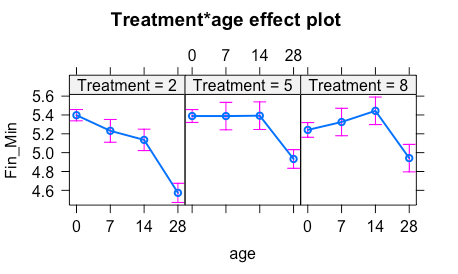 Treatment*age effect plot
0 7 14 28
Treatment = 2 Treatment = 5 Treatment = 8
5.6
5.4
5.2
5.0
4.8
4.6
Fin_Min
0 7 14 28 0 7 14 28
age